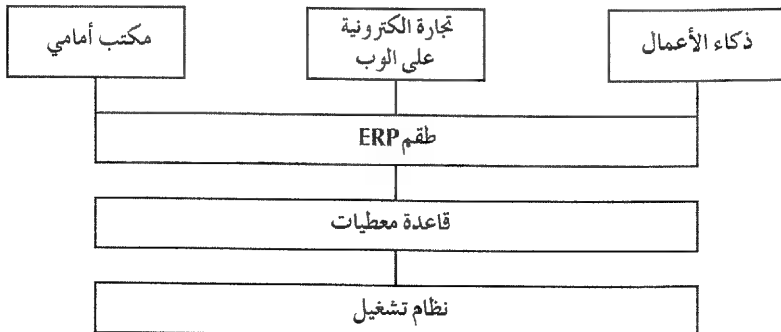 ذكاء الأعمال
تجارة الكترونية
على الوب
مكتب أمامي
طقم ERP
قاعدة معطيات
نظام تشغيل